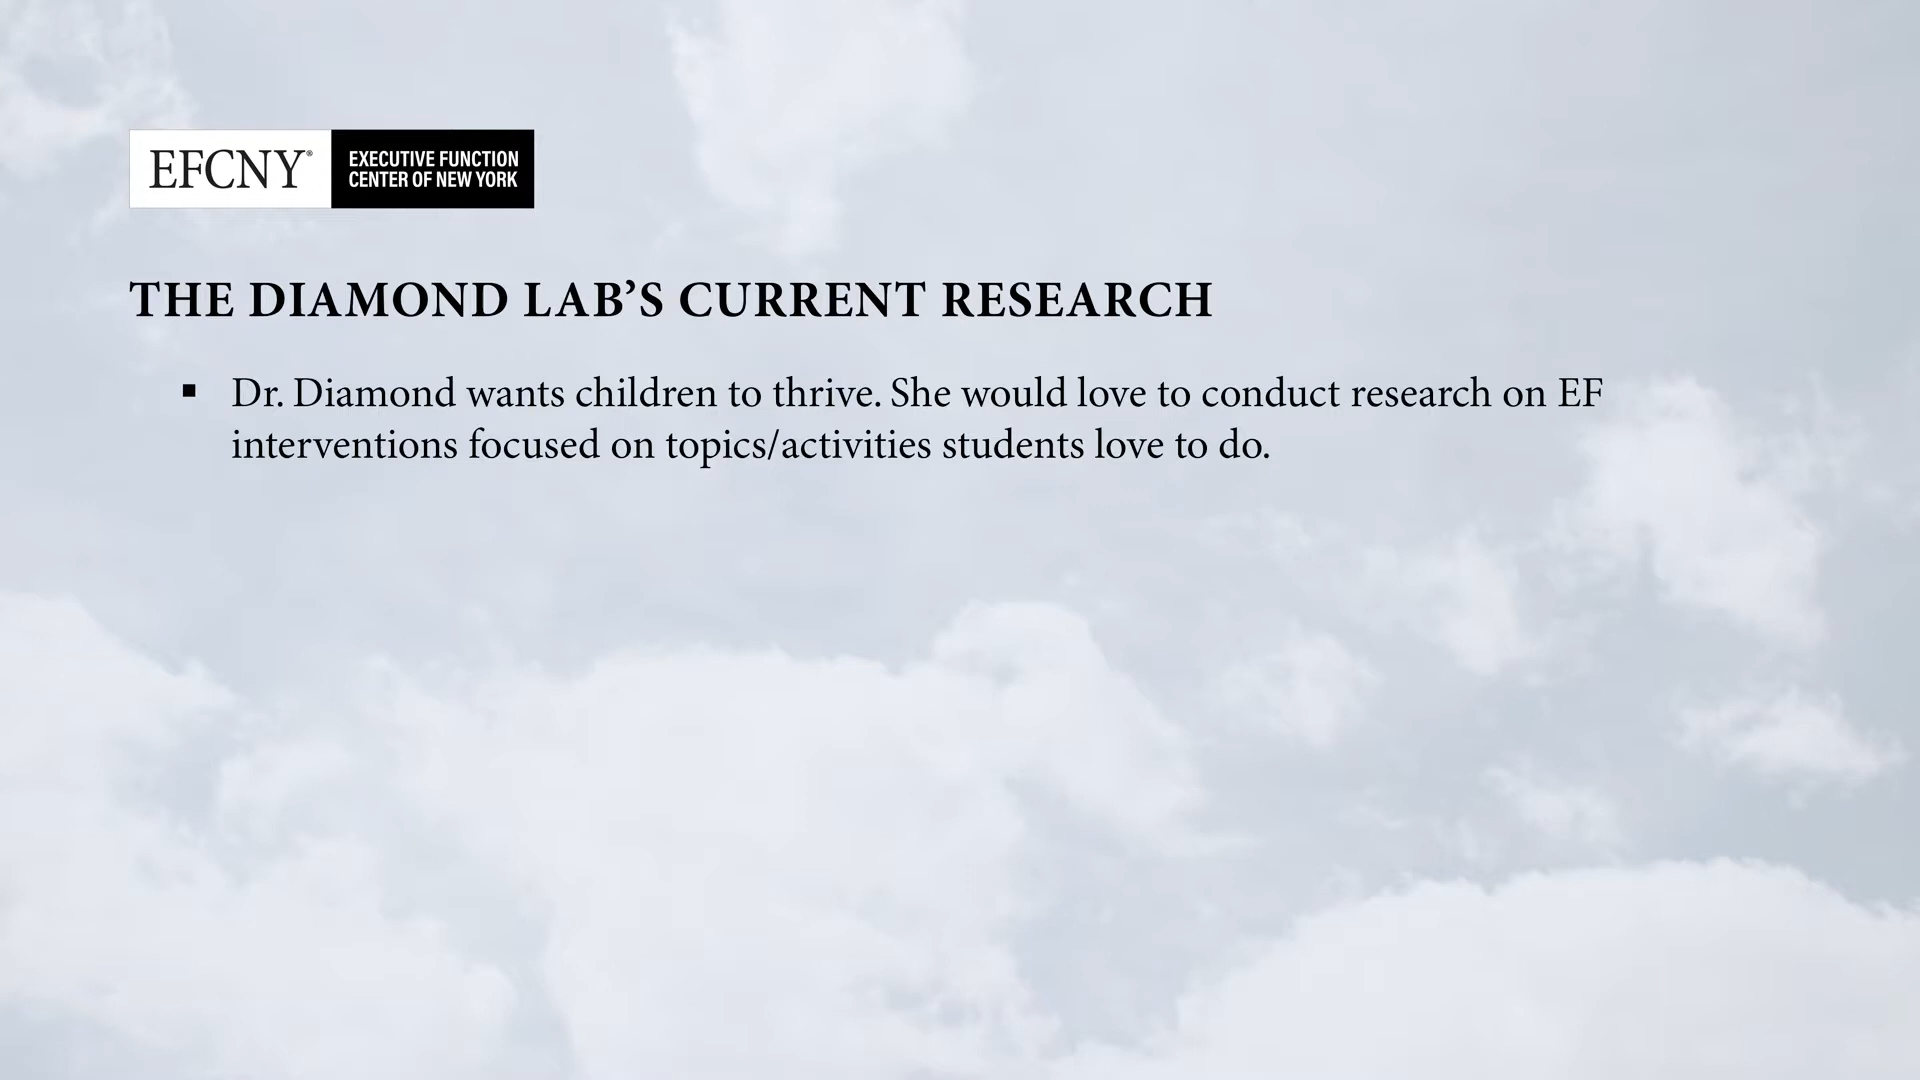 EFCNY®
EXECUTIVE FUNCTION
CENTER OF NEW YORK
THE DIAMOND LAB’S CURRENT RESEARCH
▪ Dr. Diamond wants children to thrive. She would love to conduct research on EF
interventions focused on topics/activities students love to do.